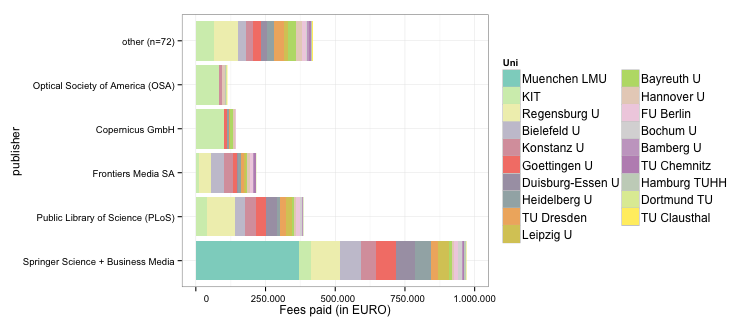 publisher
other (n=72)
Optical Society of America (OSA)
Copernicus GmbH
Frontiers Media SA
Public Library of Science (PLoS)
Springer Science + Business Media
0 250.000 500.000 750.000 1.000.000
Fees paid (in EURO)
Uni
Muenchen LMU
KIT
Regensburg U
Bielefeld U
Konstanz U
Goettingen U
Duisburg-Essen U
Heidelberg U
TU Dresden
Leipzig U
Bayreuth U
Hannover U
FU Berlin
Bochum U
Bamberg U
TU Chemnitz
Hamburg TUHH
Dortmund TU
TU Clausthal